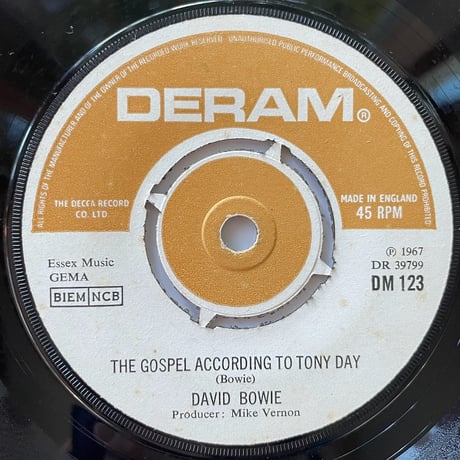 ALL RIGHTS OF THE MANUFACTURER AND OF THE OWNER OF THE RECORDED WORK RESERVED UNAUTHORISED PUBLIC PERFORMANCE BROADCASTING AND COPYING OF THIS RECORD PROHIBITED
DERAM®
THE DECCA RECORD
CO. LTD.
MADE IN ENGLAND
45 RPM
Essex Music
GEMA
BIEM NCB
℗ 1967
DR 39799
DM 123
THE GOSPEL ACCORDING TO TONY DAY
(Bowie)
DAVID BOWIE
Producer: Mike Vernon